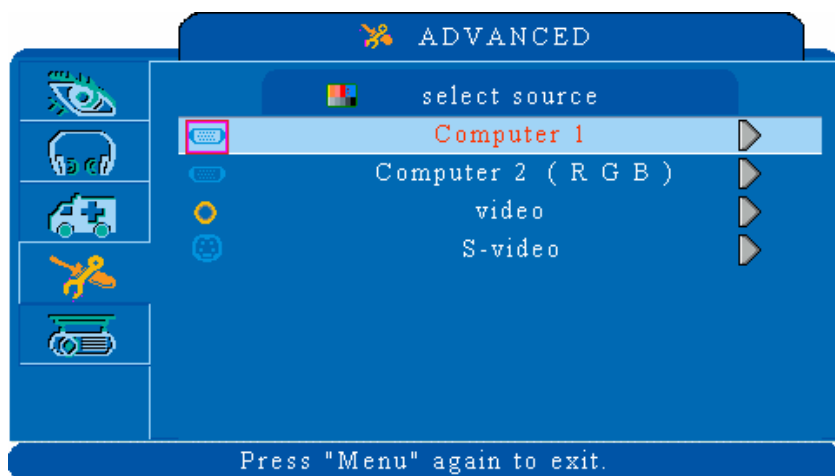 ADVANCED
select source
Computer 1
Computer 2 ( R G B )
video
S-video
Press "Menu" again to exit.